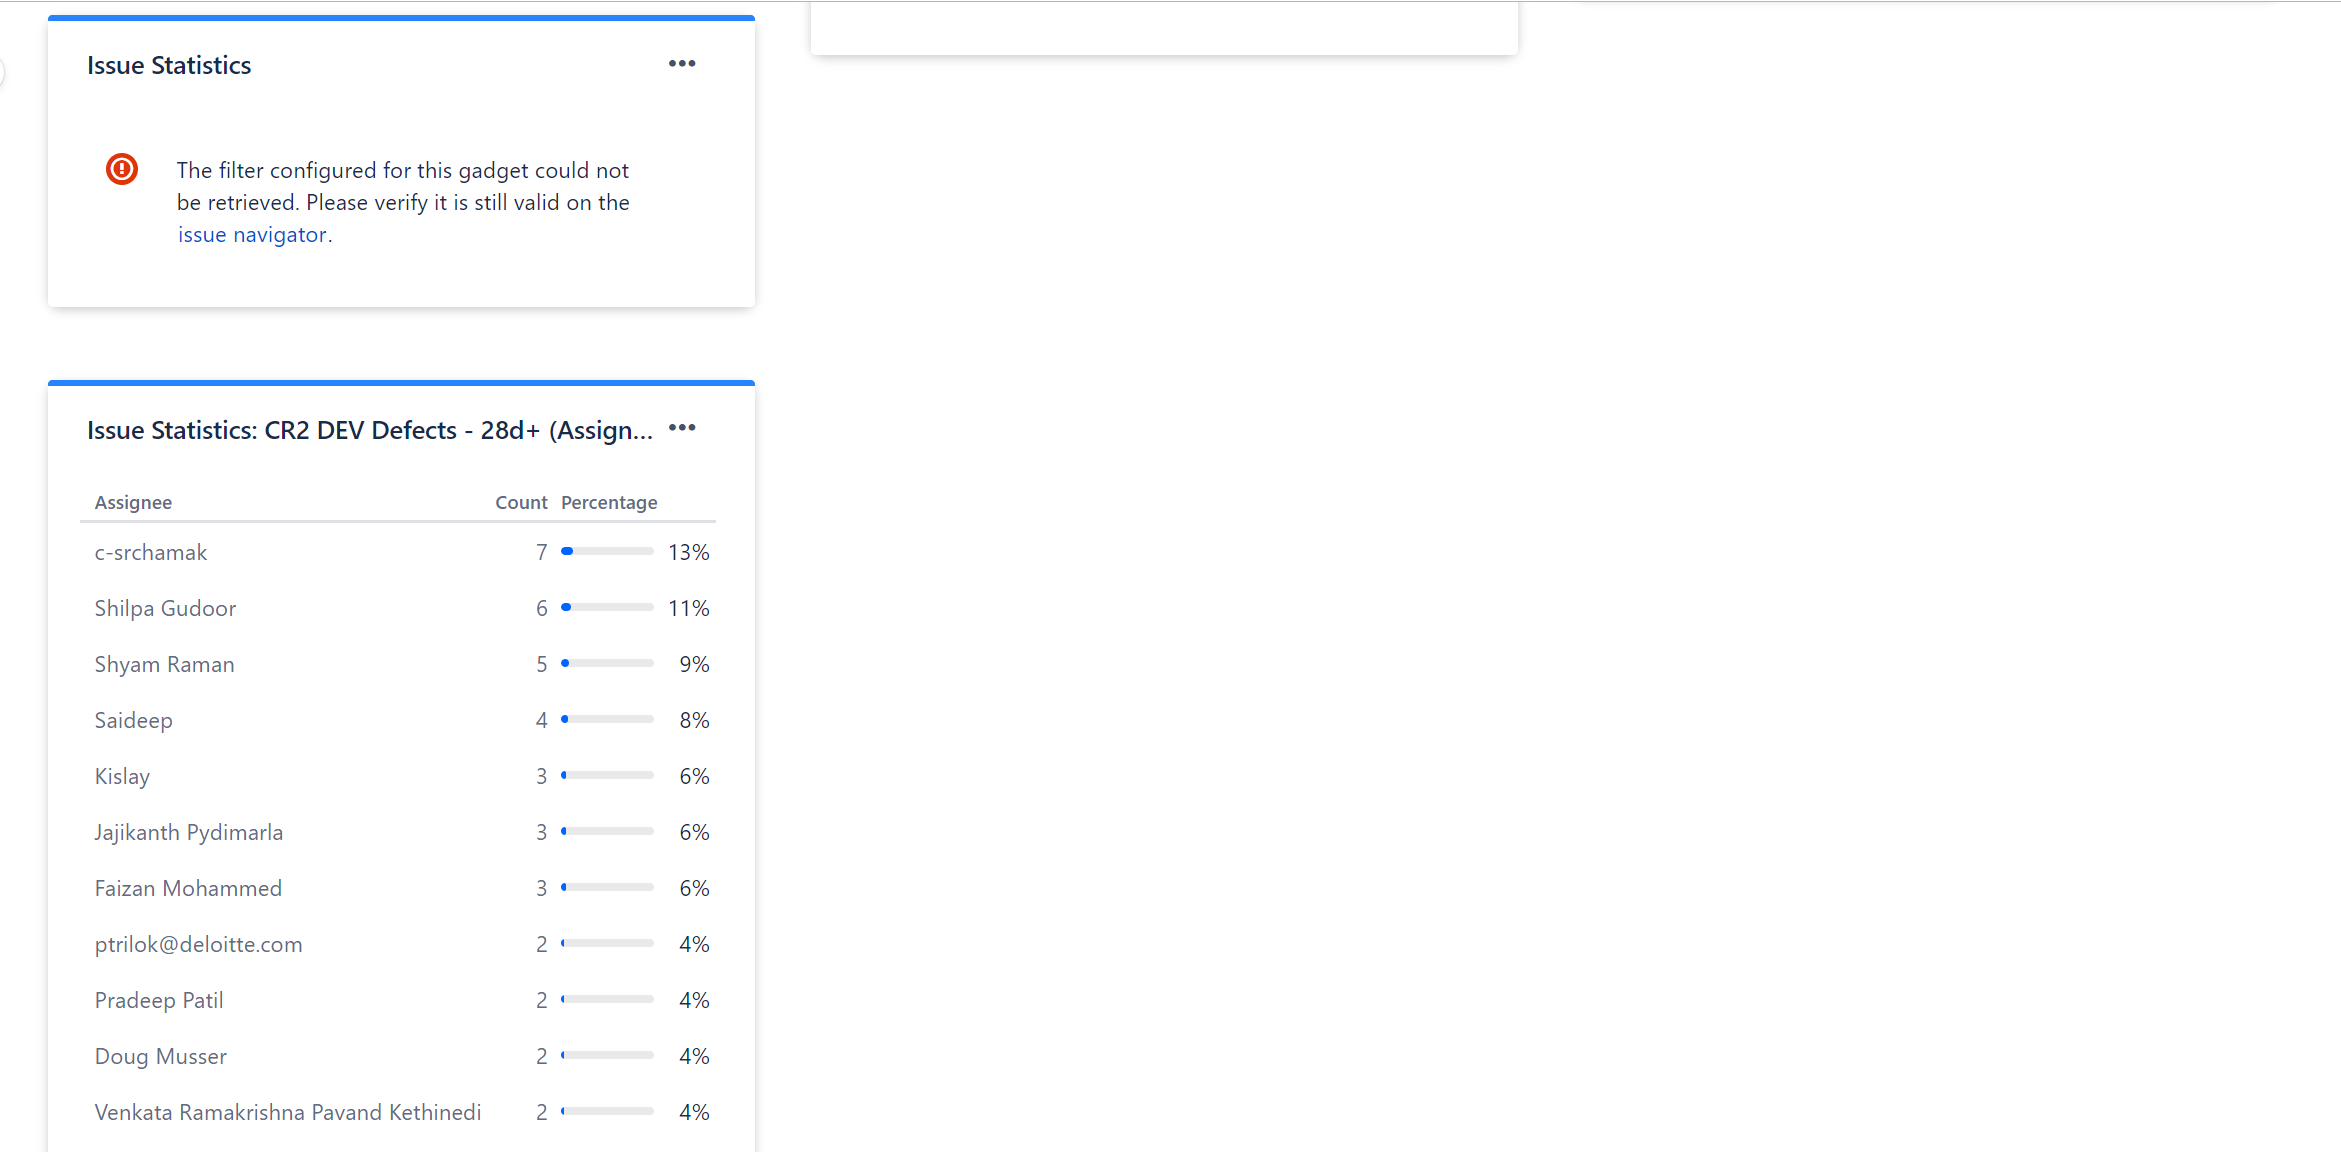 Issue Statistics
The filter configured for this gadget could not
be retrieved. Please verify it is still valid on the
issue navigator.
Issue Statistics: CR2 DEV Defects - 28d+ (Assign...
Assignee Count Percentage
c-srchamak 7 13%
Shilpa Gudoor 6 11%
Shyam Raman 5 9%
Saideep 4 8%
Kislay 3 6%
Jajikanth Pydimarla 3 6%
Faizan Mohammed 3 6%
ptrilok@deloitte.com 2 4%
Pradeep Patil 2 4%
Doug Musser 2 4%
Venkata Ramakrishna Pavand Kethinedi 2 4%